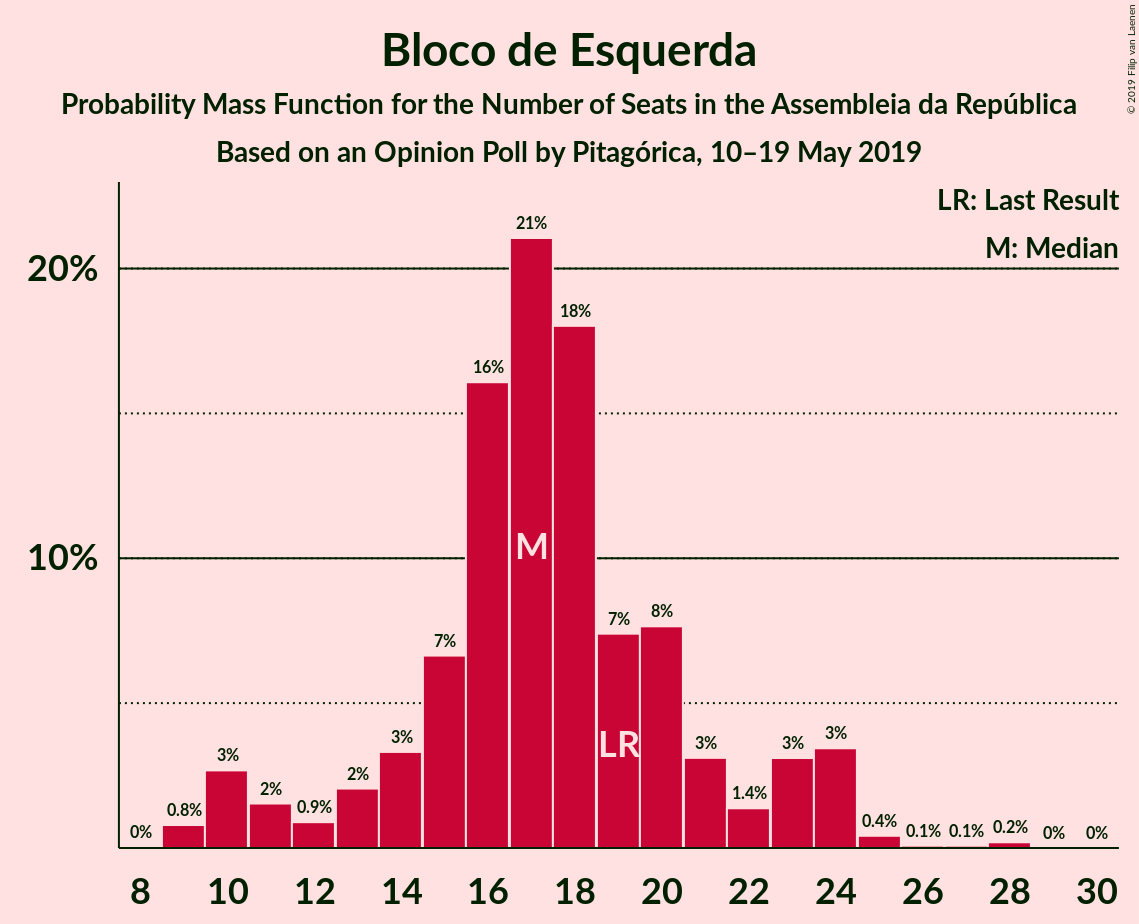 Bloco de Esquerda
Probability Mass Function for the Number of Seats in the Assembleia da República
Based on an Opinion Poll by Pitagórica, 10–19 May 2019
© 2019 Filip van Laenen
LR: Last Result
M: Median
20%
10%
0%
0.8%
3%
2%
0.9%
2%
3%
7%
16%
21%
18%
7%
8%
3%
1.4%
3%
3%
0.4%
0.1%
0.1%
0.2%
0%
0%
M
LR
8 10 12 14 16 18 20 22 24 26 28 30